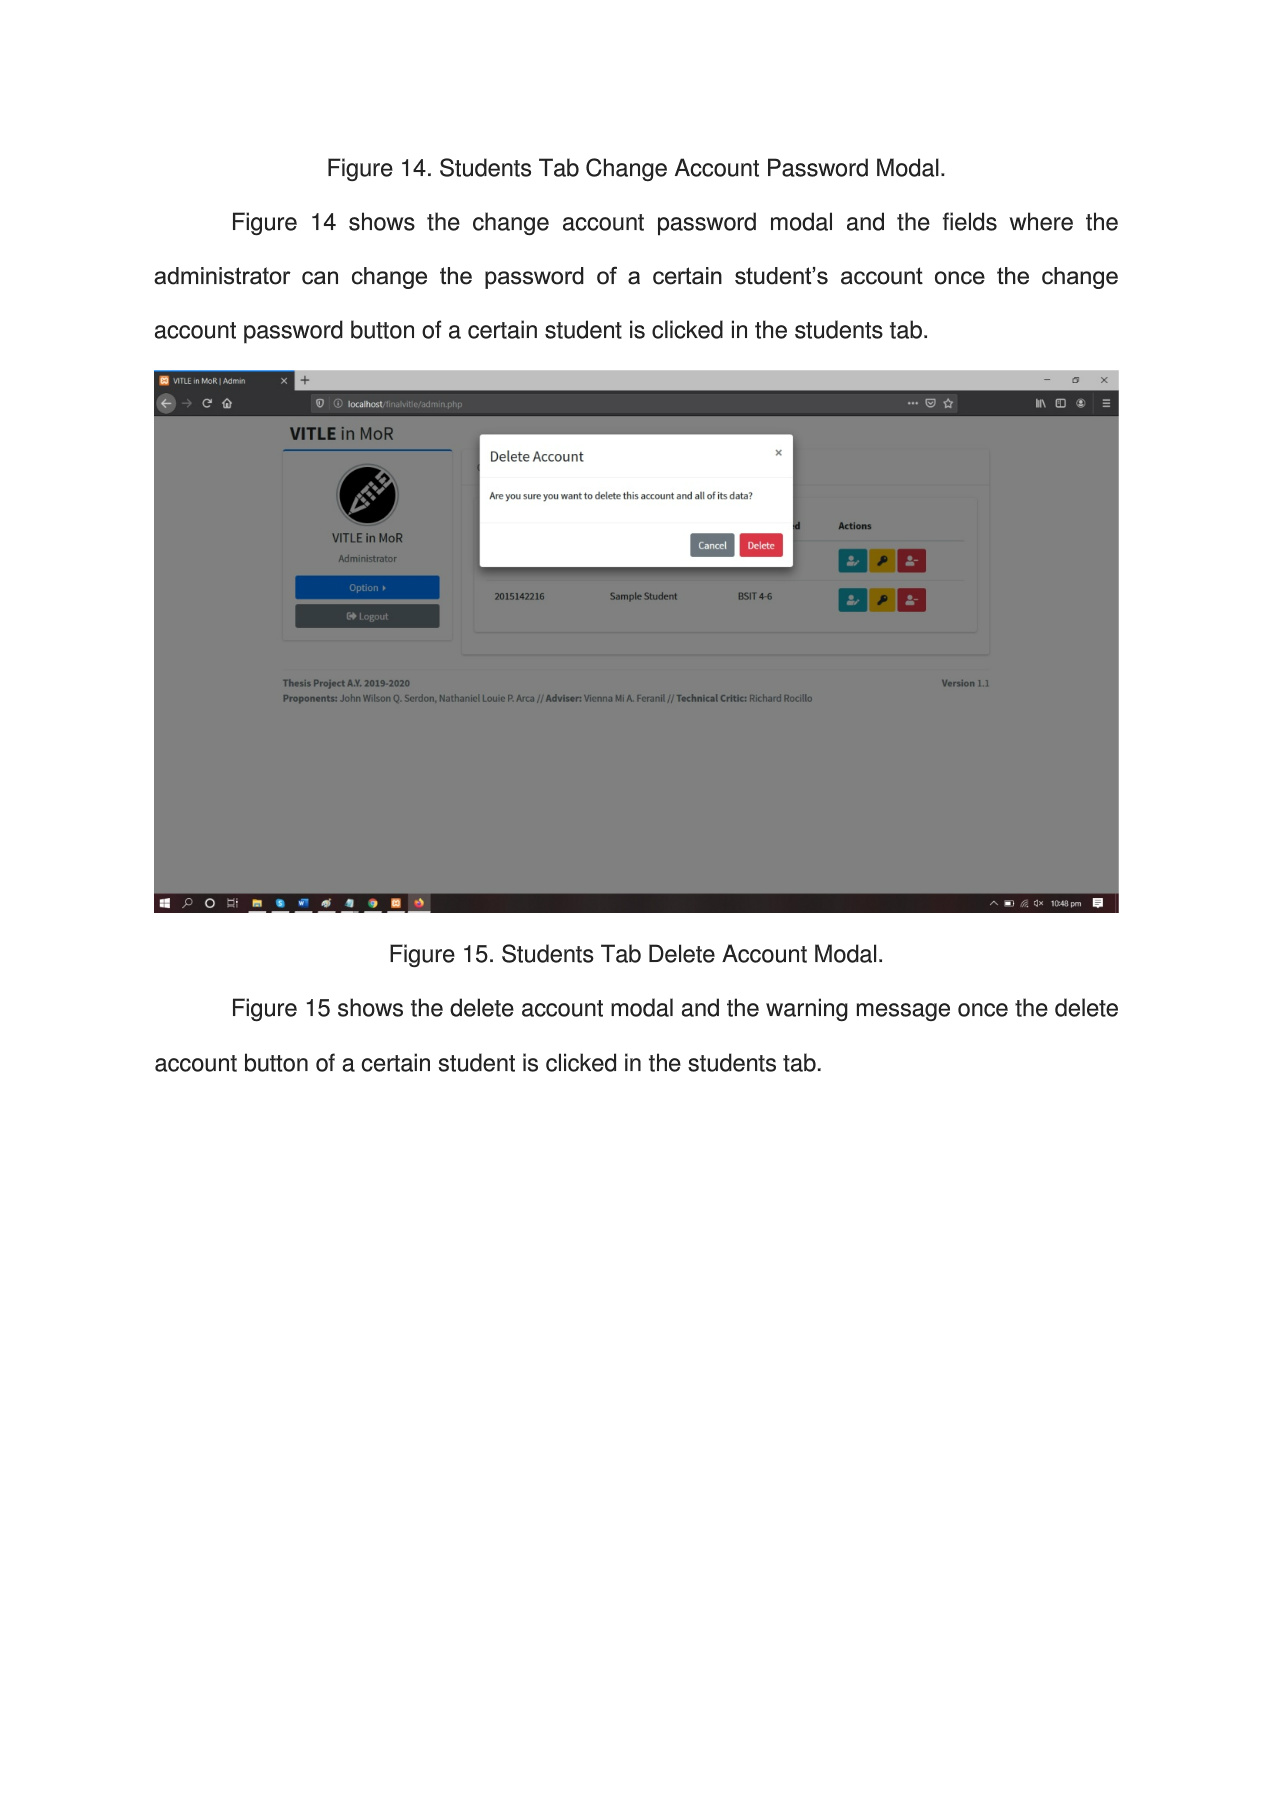 Figure 14. Students Tab Change Account Password Modal.
Figure 14 shows the change account password modal and the fields where the
administrator can change the password of a certain student’s account once the change
account password button of a certain student is clicked in the students tab.
VITLE in MoR | Admin
localhost/finalvitle/admin.php
VITLE in MoR
Delete Account
Are you sure you want to delete this account and all of its data?
Cancel Delete
VITLE in MoR
Administrator
Option
Logout
Actions
2015142216 Sample Student BSIT 4-6
Thesis Project A.Y. 2019-2020 Version 1.1
Proponents: John Wilson Q. Serdon, Nathaniel Louie P. Arca // Adviser: Vienna Mi A. Feranil // Technical Critic: Richard Rocillo
10:48 pm
Figure 15. Students Tab Delete Account Modal.
Figure 15 shows the delete account modal and the warning message once the delete
account button of a certain student is clicked in the students tab.